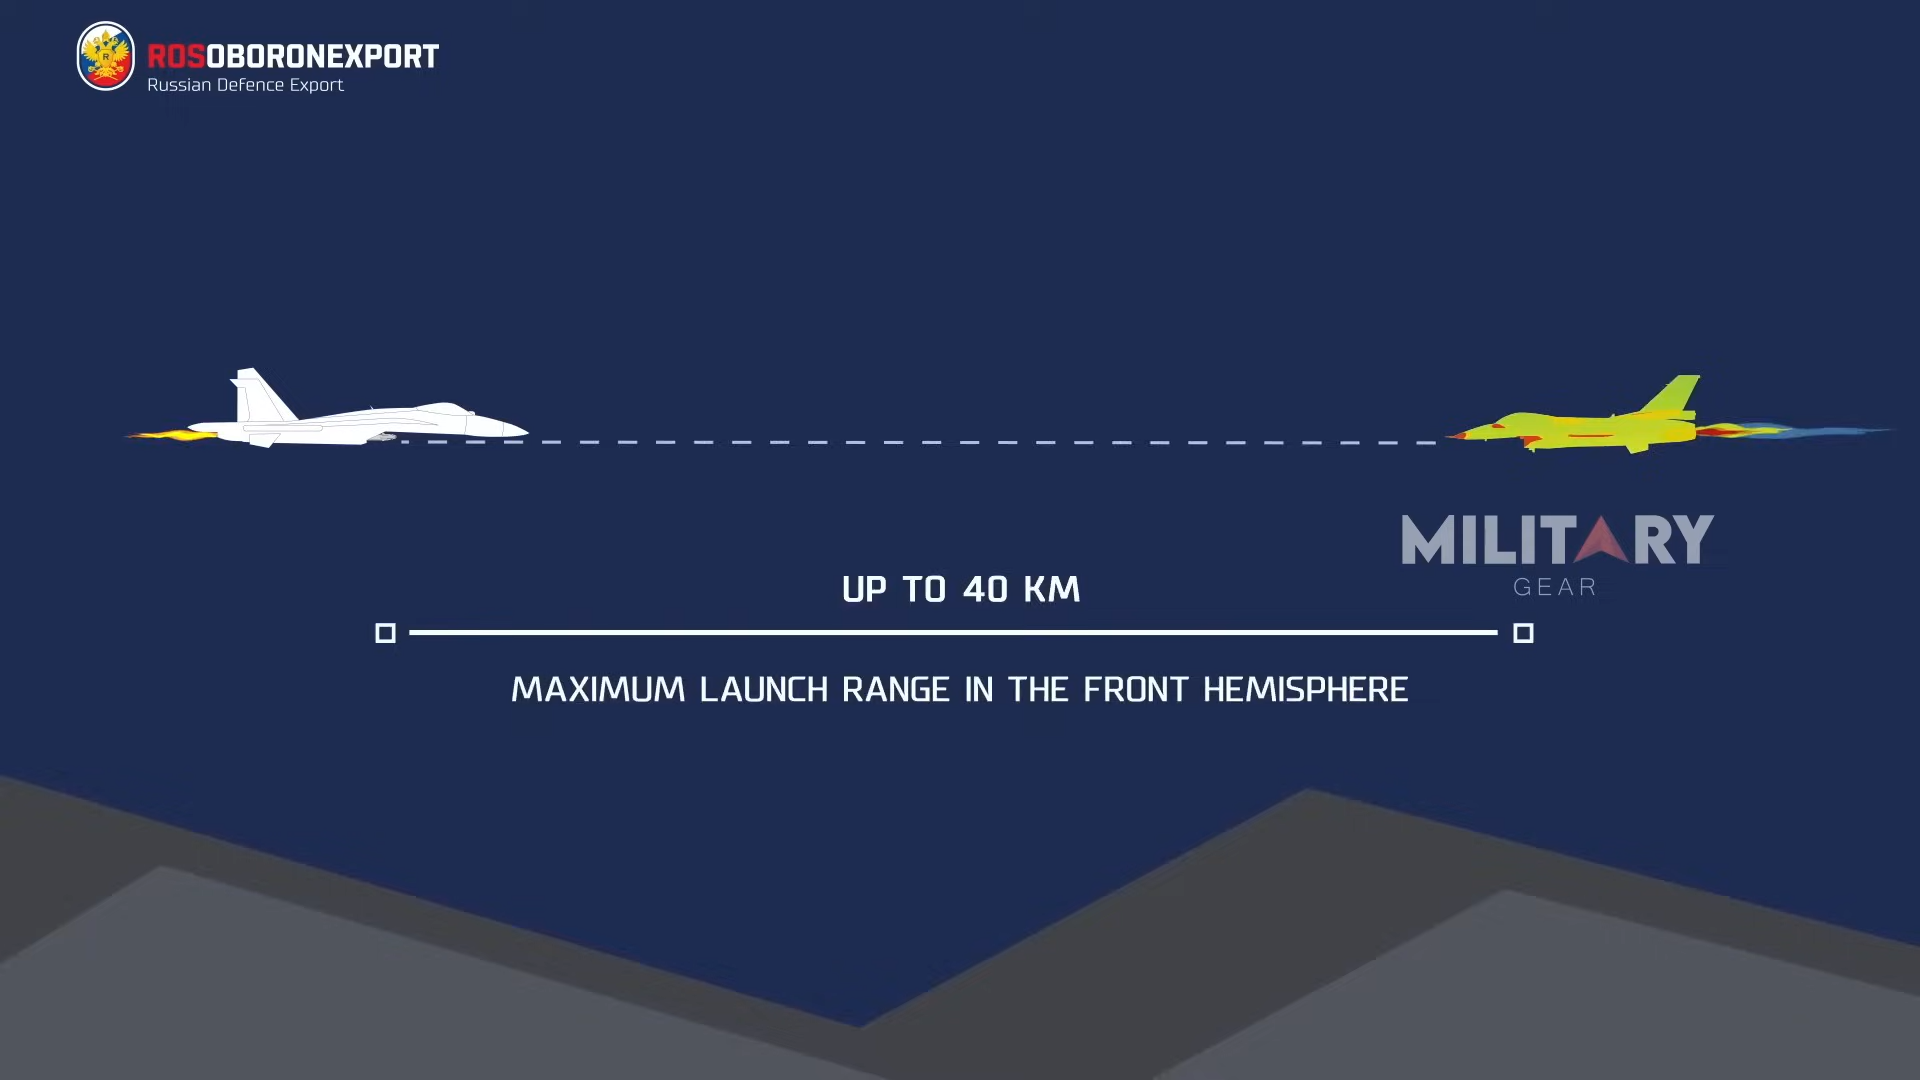 ROSOBORONEXPORT
Russian Defence Export
MILITARY
GEAR
UP TO 40 KM
MAXIMUM LAUNCH RANGE IN THE FRONT HEMISPHERE